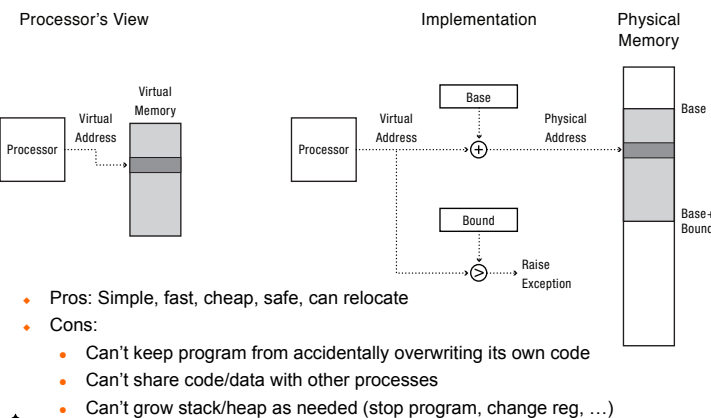 Processor's View
Implementation
Physical
Memory
Virtual
Memory
Virtual
Address
Processor
Base
Virtual
Address
Physical
Address
Processor
Base
Bound
Base+
Bound
Raise
Exception
Pros: Simple, fast, cheap, safe, can relocate
Cons:
Can't keep program from accidentally overwriting its own code
Can't share code/data with other processes
Can't grow stack/heap as needed (stop program, change reg, …)